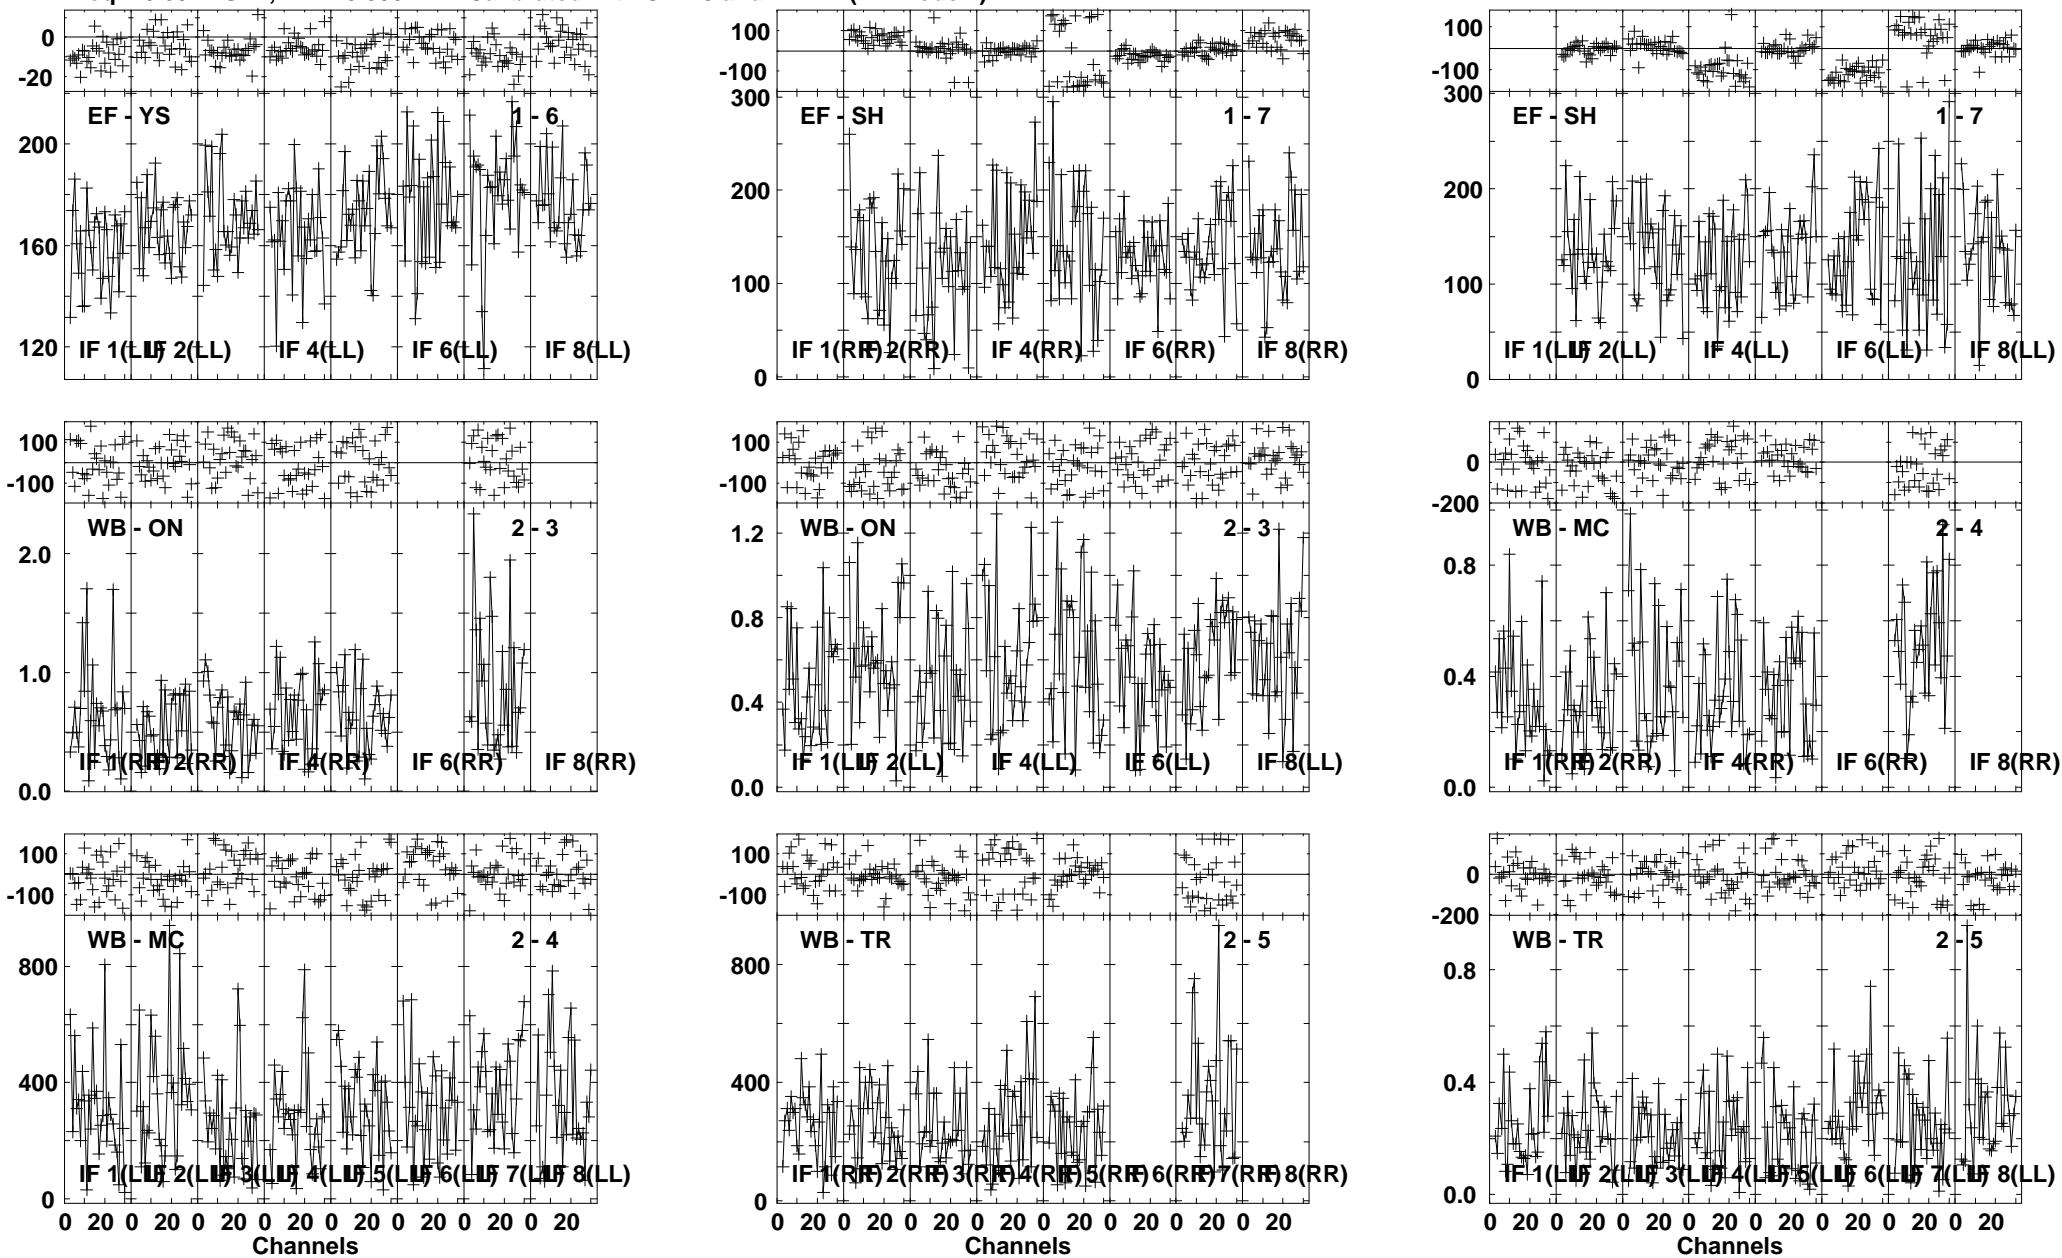 0
-20
EF - YS 1 - 6
200
160
120
IF 1(LL) IF 2(LL) IF 4(LL) IF 6(LL) IF 8(LL)
100
-100
300
EF - SH 1 - 7
200
100
0
IF 1(RR) IF 2(RR) IF 4(RR) IF 6(RR) IF 8(RR)
100
-100
300
EF - SH 1 - 7
200
100
0
IF 1(LL) IF 2(LL) IF 4(LL) IF 6(LL) IF 8(LL)
100
-100
WB - ON 2 - 3
2.0
1.0
0.0
IF 1(RR) IF 2(RR) IF 4(RR) IF 6(RR) IF 8(RR)
100
-100
WB - ON 2 - 3
1.2
0.8
0.4
0.0
IF 1(LL) IF 2(LL) IF 4(LL) IF 6(LL) IF 8(LL)
0
-200
WB - MC 2 - 4
0.8
0.4
0.0
IF 1(RR) IF 2(RR) IF 4(RR) IF 6(RR) IF 8(RR)
100
-100
WB - MC 2 - 4
800
400
0
IF 1(LL) IF 2(LL) IF 3(LL) IF 4(LL) IF 5(LL) IF 6(LL) IF 7(LL) IF 8(LL)
0 20 0 20 0 20 0 20 0 20 0 20 0 20 0 20
Channels
100
-100
WB - TR 2 - 5
800
400
0
IF 1(RR) IF 2(RR) IF 3(RR) IF 4(RR) IF 5(RR) IF 6(RR) IF 7(RR) IF 8(RR)
0 20 0 20 0 20 0 20 0 20 0 20 0 20 0 20
Channels
0
-200
WB - TR 2 - 5
0.8
0.4
0.0
IF 1(LL) IF 2(LL) IF 3(LL) IF 4(LL) IF 5(LL) IF 6(LL) IF 7(LL) IF 8(LL)
0 20 0 20 0 20 0 20 0 20 0 20 0 20 0 20
Channels